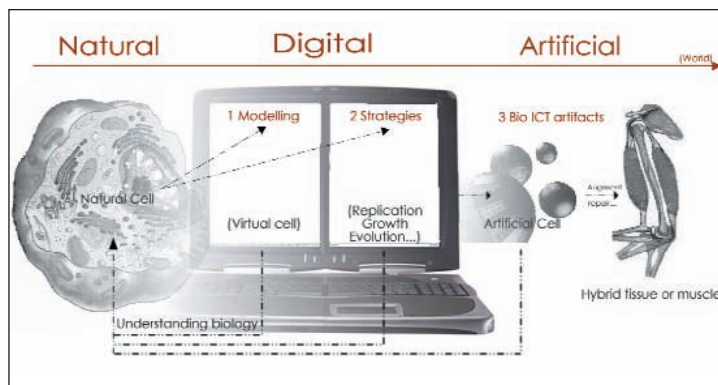 Natural
Digital
Artificial
(World)
1 Modelling
2 Strategies
3 Bio ICT artifacts
Natural Cell
(Virtual cell)
(Replication
Growth
Evolution...)
Artificial Cell
Augment
repair...
Hybrid tissue or muscle
Understanding biology